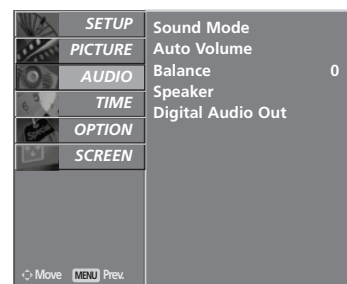 SETUP
PICTURE
AUDIO
TIME
OPTION
SCREEN
Sound Mode
Auto Volume
Balance 0
Speaker
Digital Audio Out
Move MENU Prev.